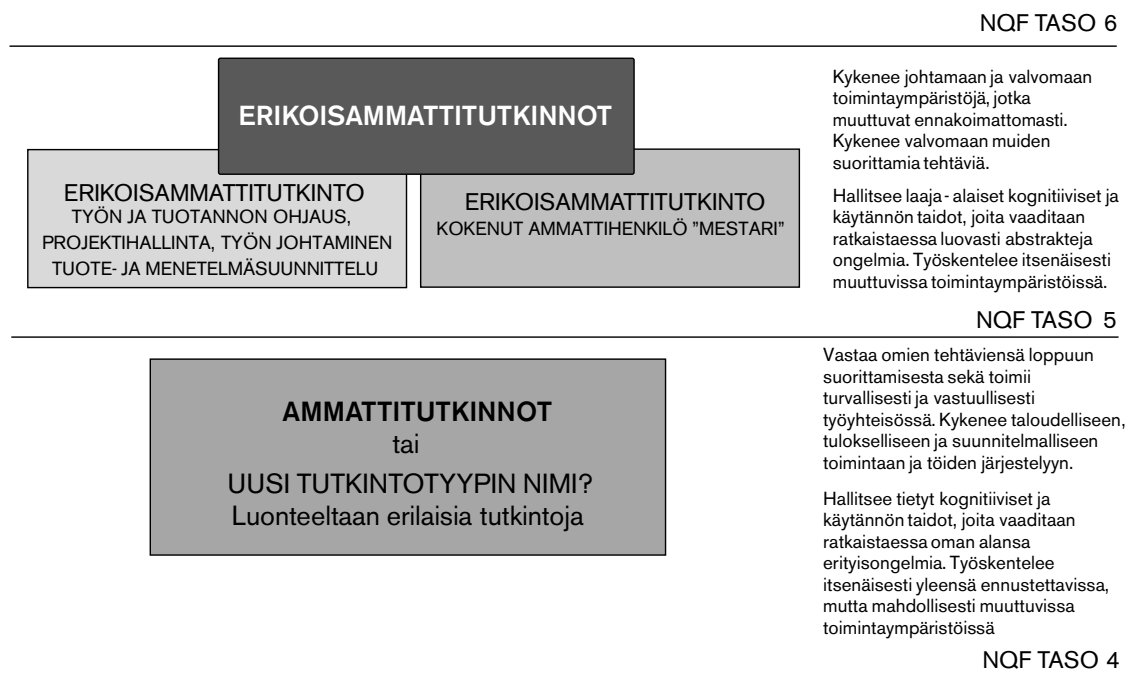 NQF TASO 6
ERIKOISAMMATTITUTKINNOT
ERIKOISAMMATTITUTKINTO
TYÖN JA TUOTANNON OHJAUS,
PROJEKTIHALLINTA, TYÖN JOHTAMINEN
TUOTE- JA MENETELMÄSUUNNITTELU
ERIKOISAMMATTITUTKINTO
KOKENUT AMMATTIHENKILÖ "MESTARI"
Kykenee johtamaan ja valvomaan
toimintaympäristöjä, jotka
muuttuvat ennakoimattomasti.
Kykenee valvomaan muiden
suorittamia tehtäviä.
Hallitsee laaja - alaiset kognitiiviset ja
käytännön taidot, joita vaaditaan
ratkaistaessa luovasti abstrakteja
ongelmia. Työskentelee itsenäisesti
muuttuvissa toimintaympäristöissä.
NQF TASO 5
AMMATTITUTKINNOT
tai
UUSI TUTKINTOTYYPIN NIMI?
Luonteeltaan erilaisia tutkintoja
Vastaa omien tehtäviensä loppuun
suorittamisesta sekä toimii
turvallisesti ja vastuullisesti
työyhteisössä. Kykenee taloudelliseen,
tulokselliseen ja suunnitelmalliseen
toimintaan ja töiden järjestelyyn.
Hallitsee tietyt kognitiiviset ja
käytännön taidot, joita vaaditaan
ratkaistaessa oman alansa
erityisongelmia. Työskentelee
itsenäisesti yleensä ennustettavissa,
mutta mahdollisesti muuttuvissa
toimintaympäristöissä
NQF TASO 4